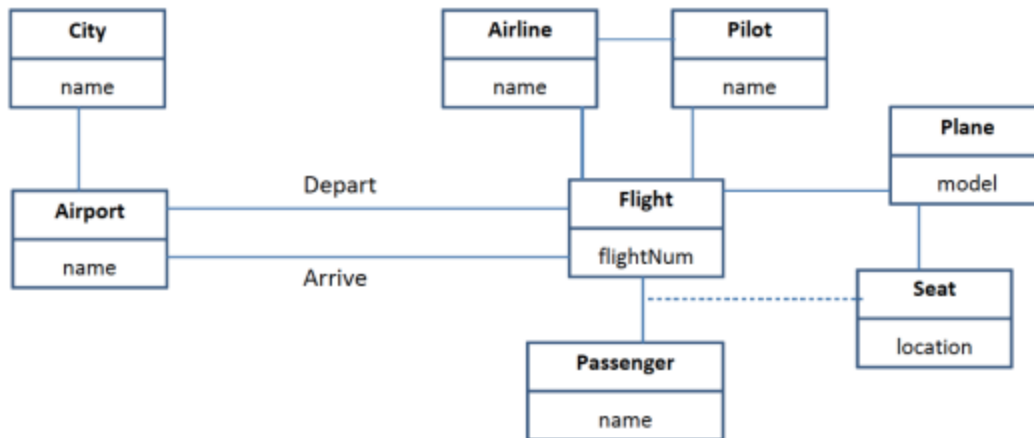 City
name
Airline
name
Pilot
name
Plane
model
Depart
Airport
name
Flight
flightNum
Arrive
Seat
location
Passenger
name